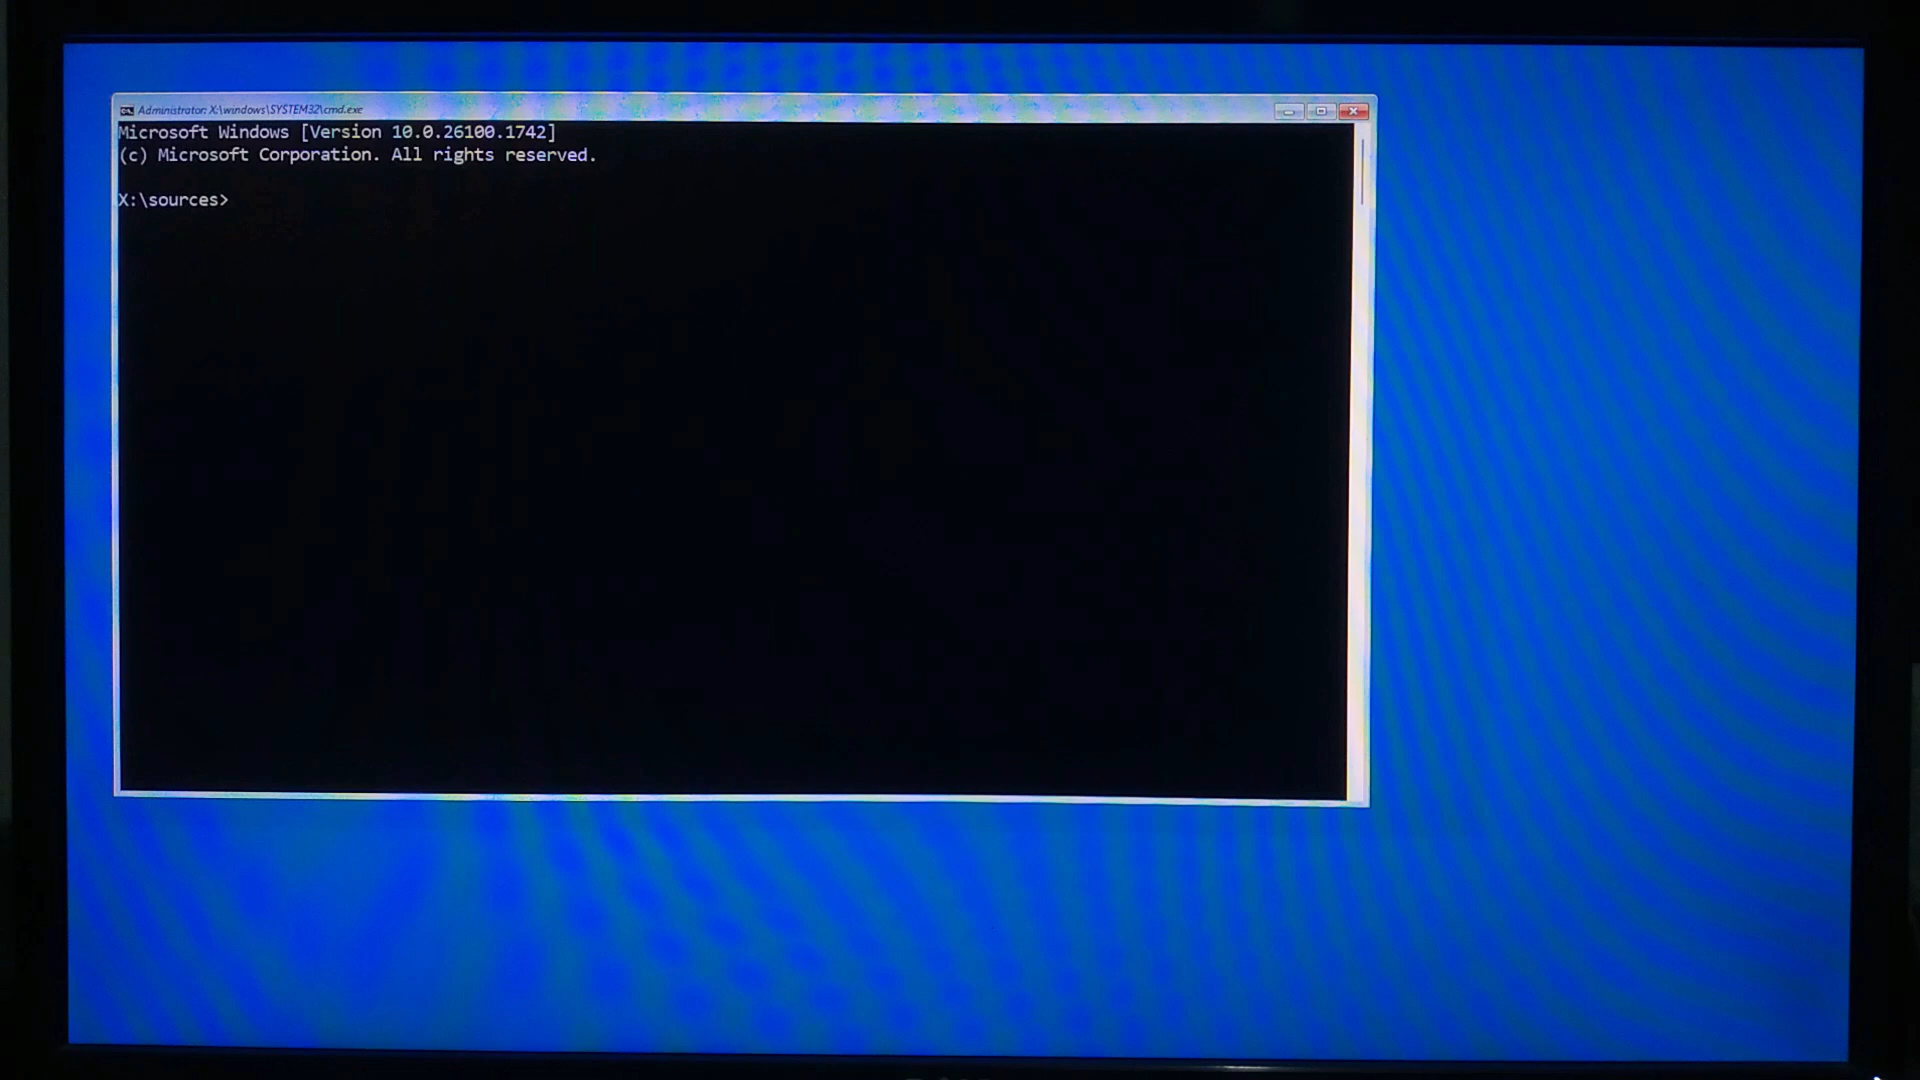 Administrator: X:\windows\SYSTEM32\cmd.exe
Microsoft Windows [Version 10.0.26100.1742]
(c) Microsoft Corporation. All rights reserved.
X:\sources>